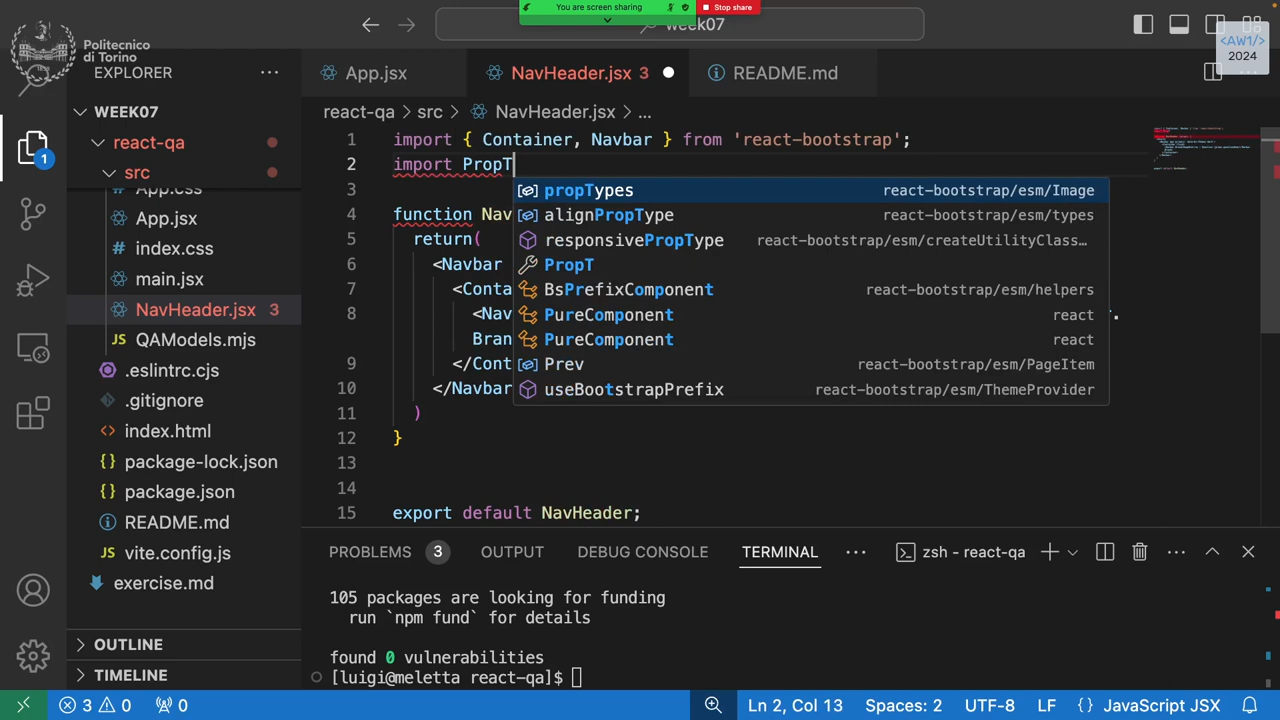 You are screen sharing
Stop share
week07
Politecnico
di Torino
<AW1/>
2024
EXPLORER
App.jsx
NavHeader.jsx 3
README.md
WEEK07
react-qa > src > NavHeader.jsx > ...
react-qa
src
App.css
App.jsx
index.css
main.jsx
NavHeader.jsx 3
QAModels.mjs
.eslintrc.cjs
.gitignore
index.html
package-lock.json
package.json
README.md
vite.config.js
exercise.md
OUTLINE
TIMELINE
1
1 import { Container, Navbar } from 'react-bootstrap';
2 import PropT
3
4 function Nav
5 return(
6 <Navbar
7 <Conta
8 <Nav
Bran
9 </Cont
10 </Navbar
11 )
12 }
13
14
15 export default NavHeader;
propTypes react-bootstrap/esm/Image
alignPropType react-bootstrap/esm/types
responsivePropType react-bootstrap/esm/createUtilityClass…
PropT
BsPrefixComponent react-bootstrap/esm/helpers
PureComponent react
PureComponent react
Prev react-bootstrap/esm/PageItem
useBootstrapPrefix react-bootstrap/esm/ThemeProvider
PROBLEMS 3 OUTPUT DEBUG CONSOLE TERMINAL
zsh - react-qa
105 packages are looking for funding
run `npm fund` for details
found 0 vulnerabilities
[luigi@meletta react-qa]$
3 0 0
Ln 2, Col 13 Spaces: 2 UTF-8 LF {} JavaScript JSX